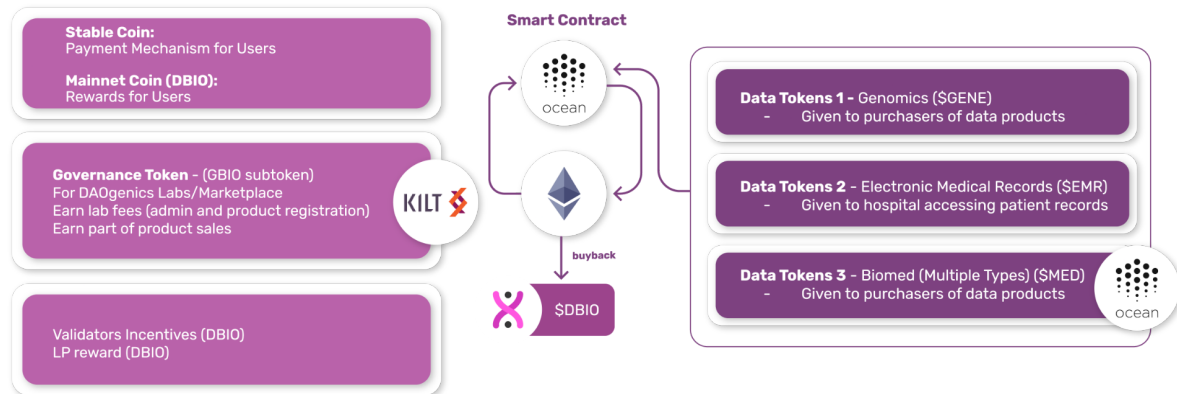 Stable Coin:
Payment Mechanism for Users
Mainnet Coin (DBIO):
Rewards for Users
Governance Token - (GBIO subtoken)
For DAOgenics Labs/Marketplace
Earn lab fees (admin and product registration)
Earn part of product sales
KILT
Validators Incentives (DBIO)
LP reward (DBIO)
Smart Contract
ocean
buyback
$DBIO
Data Tokens 1 - Genomics ($GENE)
- Given to purchasers of data products
Data Tokens 2 - Electronic Medical Records ($EMR)
- Given to hospital accessing patient records
Data Tokens 3 - Biomed (Multiple Types) ($MED)
- Given to purchasers of data products
ocean